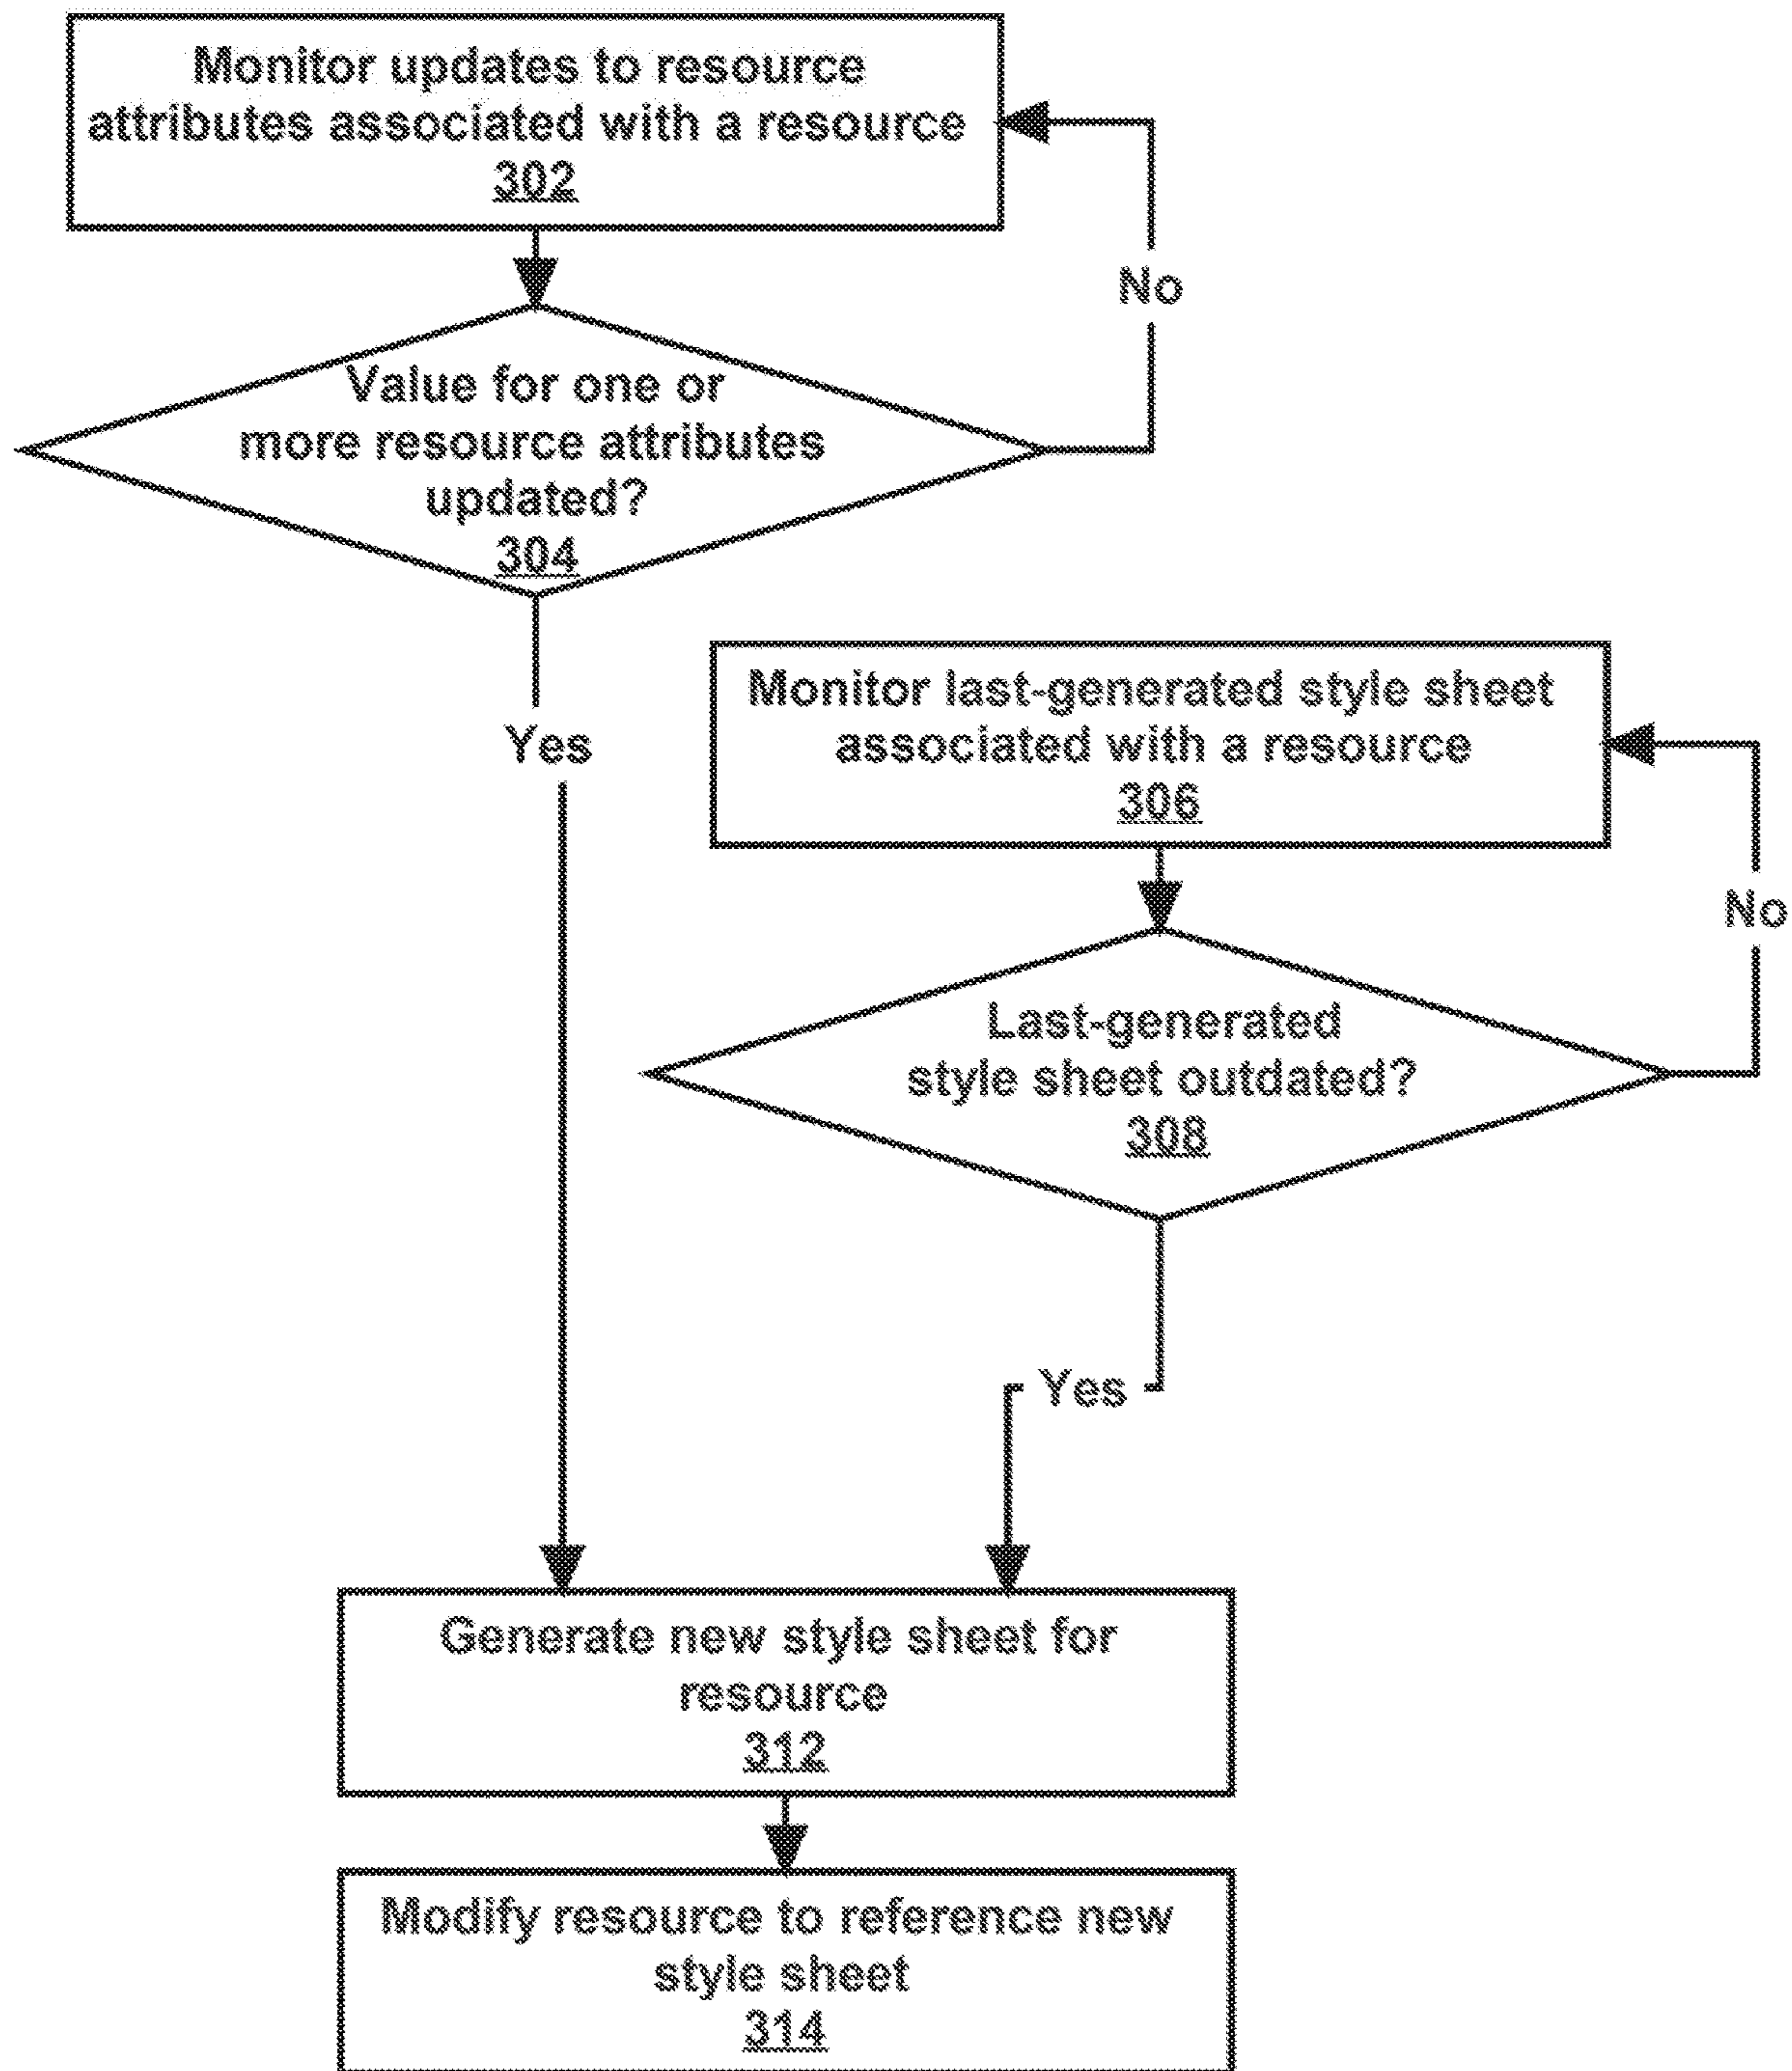 Monitor updates to resource
attributes associated with a resource
302
No
Value for one or
more resource attributes
updated?
304
Yes
Monitor last-generated style sheet
associated with a resource
306
No
Last-generated
style sheet outdated?
308
Yes
Generate new style sheet for
resource
312
Modify resource to reference new
style sheet
314